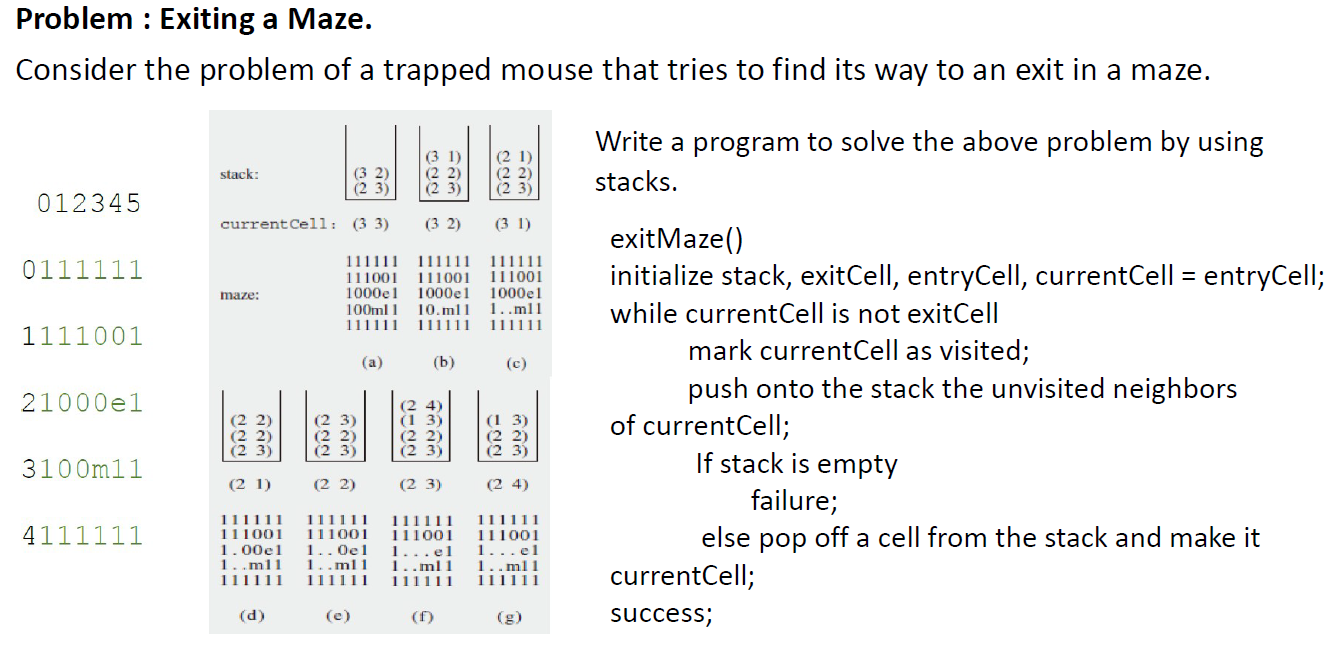 Problem : Exiting a Maze.
Consider the problem of a trapped mouse that tries to find its way to an exit in a maze.
012345
0111111
1111001
21000e1
3100m11
4111111
stack:
(3 2)
(2 3)
(3 1)
(2 2)
(2 3)
(2 1)
(2 2)
(2 3)
currentCell: (3 3) (3 2) (3 1)
maze:
111111 111111 111111
111001 111001 111001
1000e1 1000e1 1000e1
100m11 10.m11 1..m11
111111 111111 111111
(a) (b) (c)
(2 2)
(2 2)
(2 3)
(2 3)
(2 2)
(2 3)
(2 4)
(1 3)
(2 2)
(2 3)
(1 3)
(2 2)
(2 3)
(2 1) (2 2) (2 3) (2 4)
111111 111111 111111 111111
111001 111001 111001 111001
1.00e1 1..0e1 1...e1 1...e1
1..m11 1..m11 1..m11 1..m11
111111 111111 111111 111111
(d) (e) (f) (g)
Write a program to solve the above problem by using
stacks.
exitMaze()
initialize stack, exitCell, entryCell, currentCell = entryCell;
while currentCell is not exitCell
mark currentCell as visited;
push onto the stack the unvisited neighbors
of currentCell;
If stack is empty
failure;
else pop off a cell from the stack and make it
currentCell;
success;